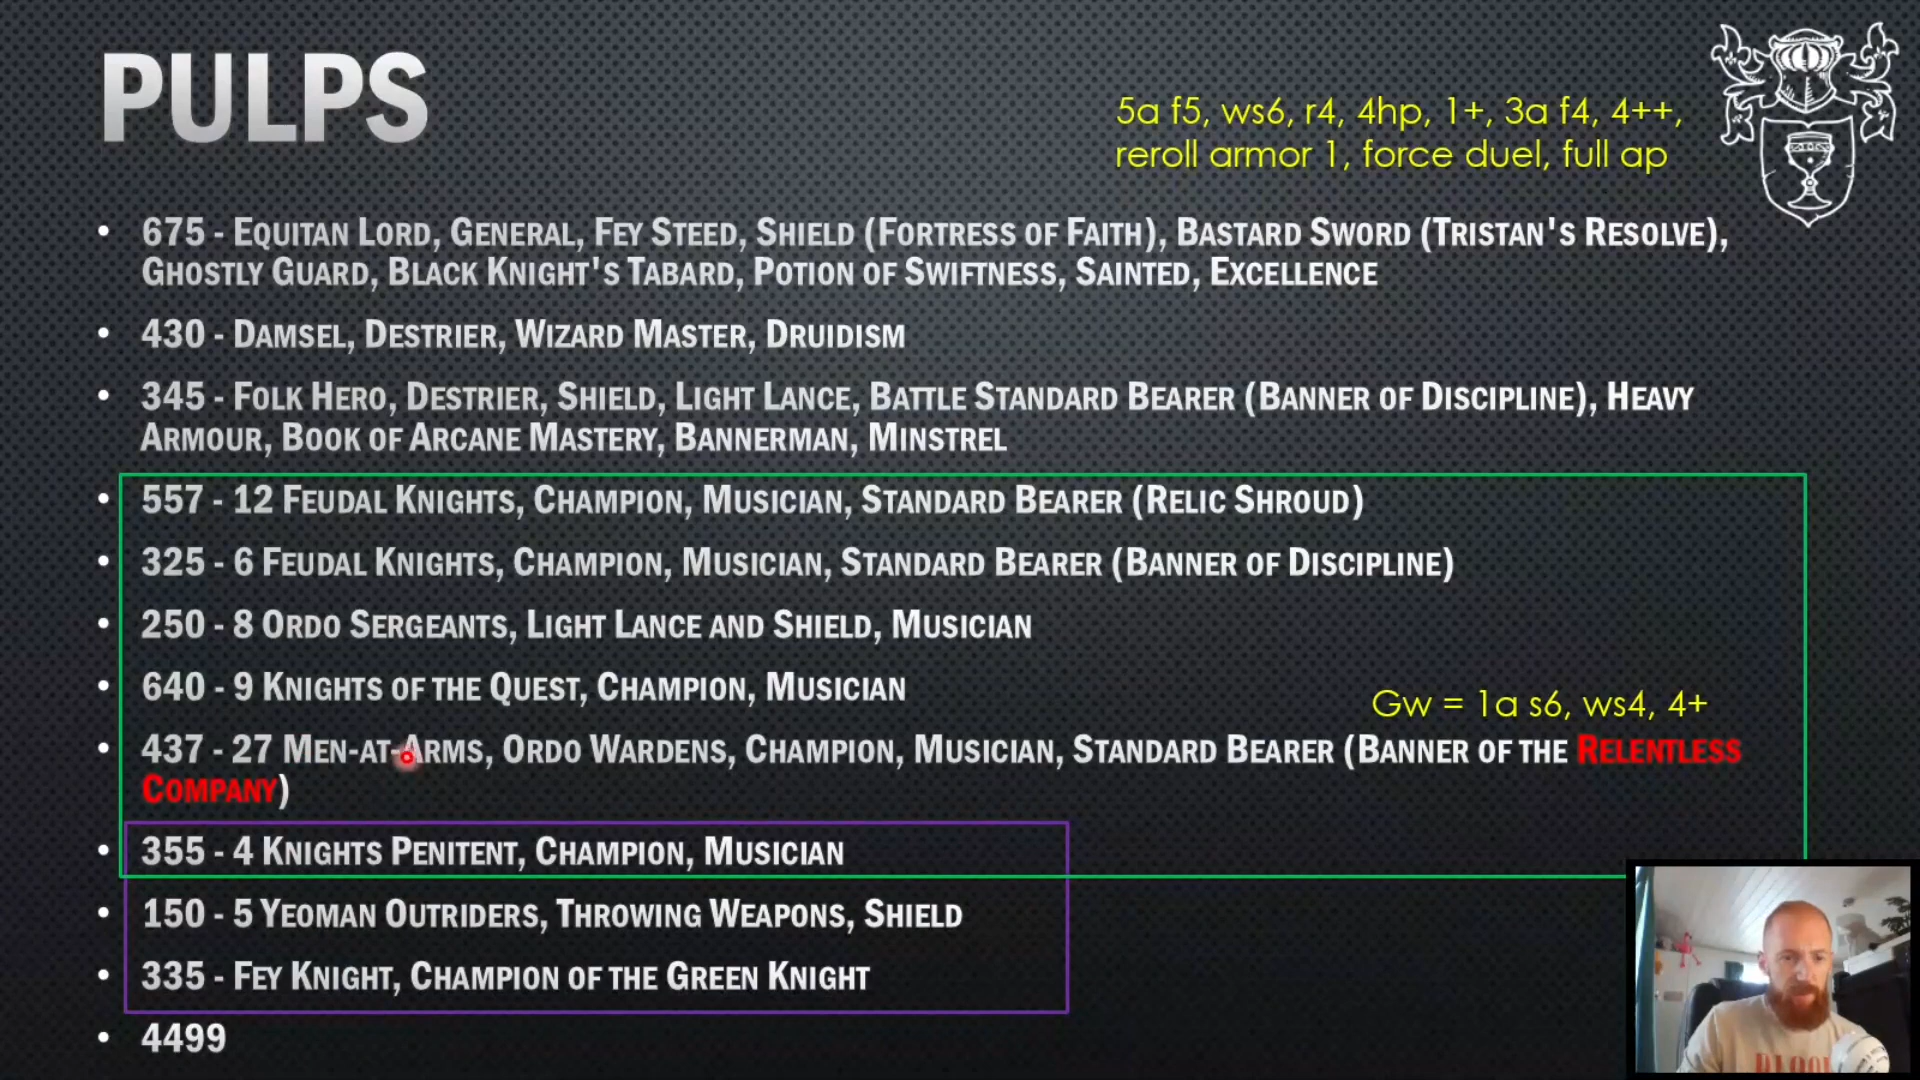 PULPS
5a f5, ws6, r4, 4hp, 1+, 3a f4, 4++,
reroll armor 1, force duel, full ap
• 675 - Equitan Lord, General, Fey Steed, Shield (Fortress of Faith), Bastard Sword (Tristan's Resolve),
Ghostly Guard, Black Knight's Tabard, Potion of Swiftness, Sainted, Excellence
• 430 - Damsel, Destrier, Wizard Master, Druidism
• 345 - Folk Hero, Destrier, Shield, Light Lance, Battle Standard Bearer (Banner of Discipline), Heavy
Armour, Book of Arcane Mastery, Bannerman, Minstrel
• 557 - 12 Feudal Knights, Champion, Musician, Standard Bearer (Relic Shroud)
• 325 - 6 Feudal Knights, Champion, Musician, Standard Bearer (Banner of Discipline)
• 250 - 8 Ordo Sergeants, Light Lance and Shield, Musician
• 640 - 9 Knights of the Quest, Champion, Musician
Gw = 1a s6, ws4, 4+
• 437 - 27 Men-at-Arms, Ordo Wardens, Champion, Musician, Standard Bearer (Banner of the Relentless
Company)
• 355 - 4 Knights Penitent, Champion, Musician
• 150 - 5 Yeoman Outriders, Throwing Weapons, Shield
• 335 - Fey Knight, Champion of the Green Knight
• 4499